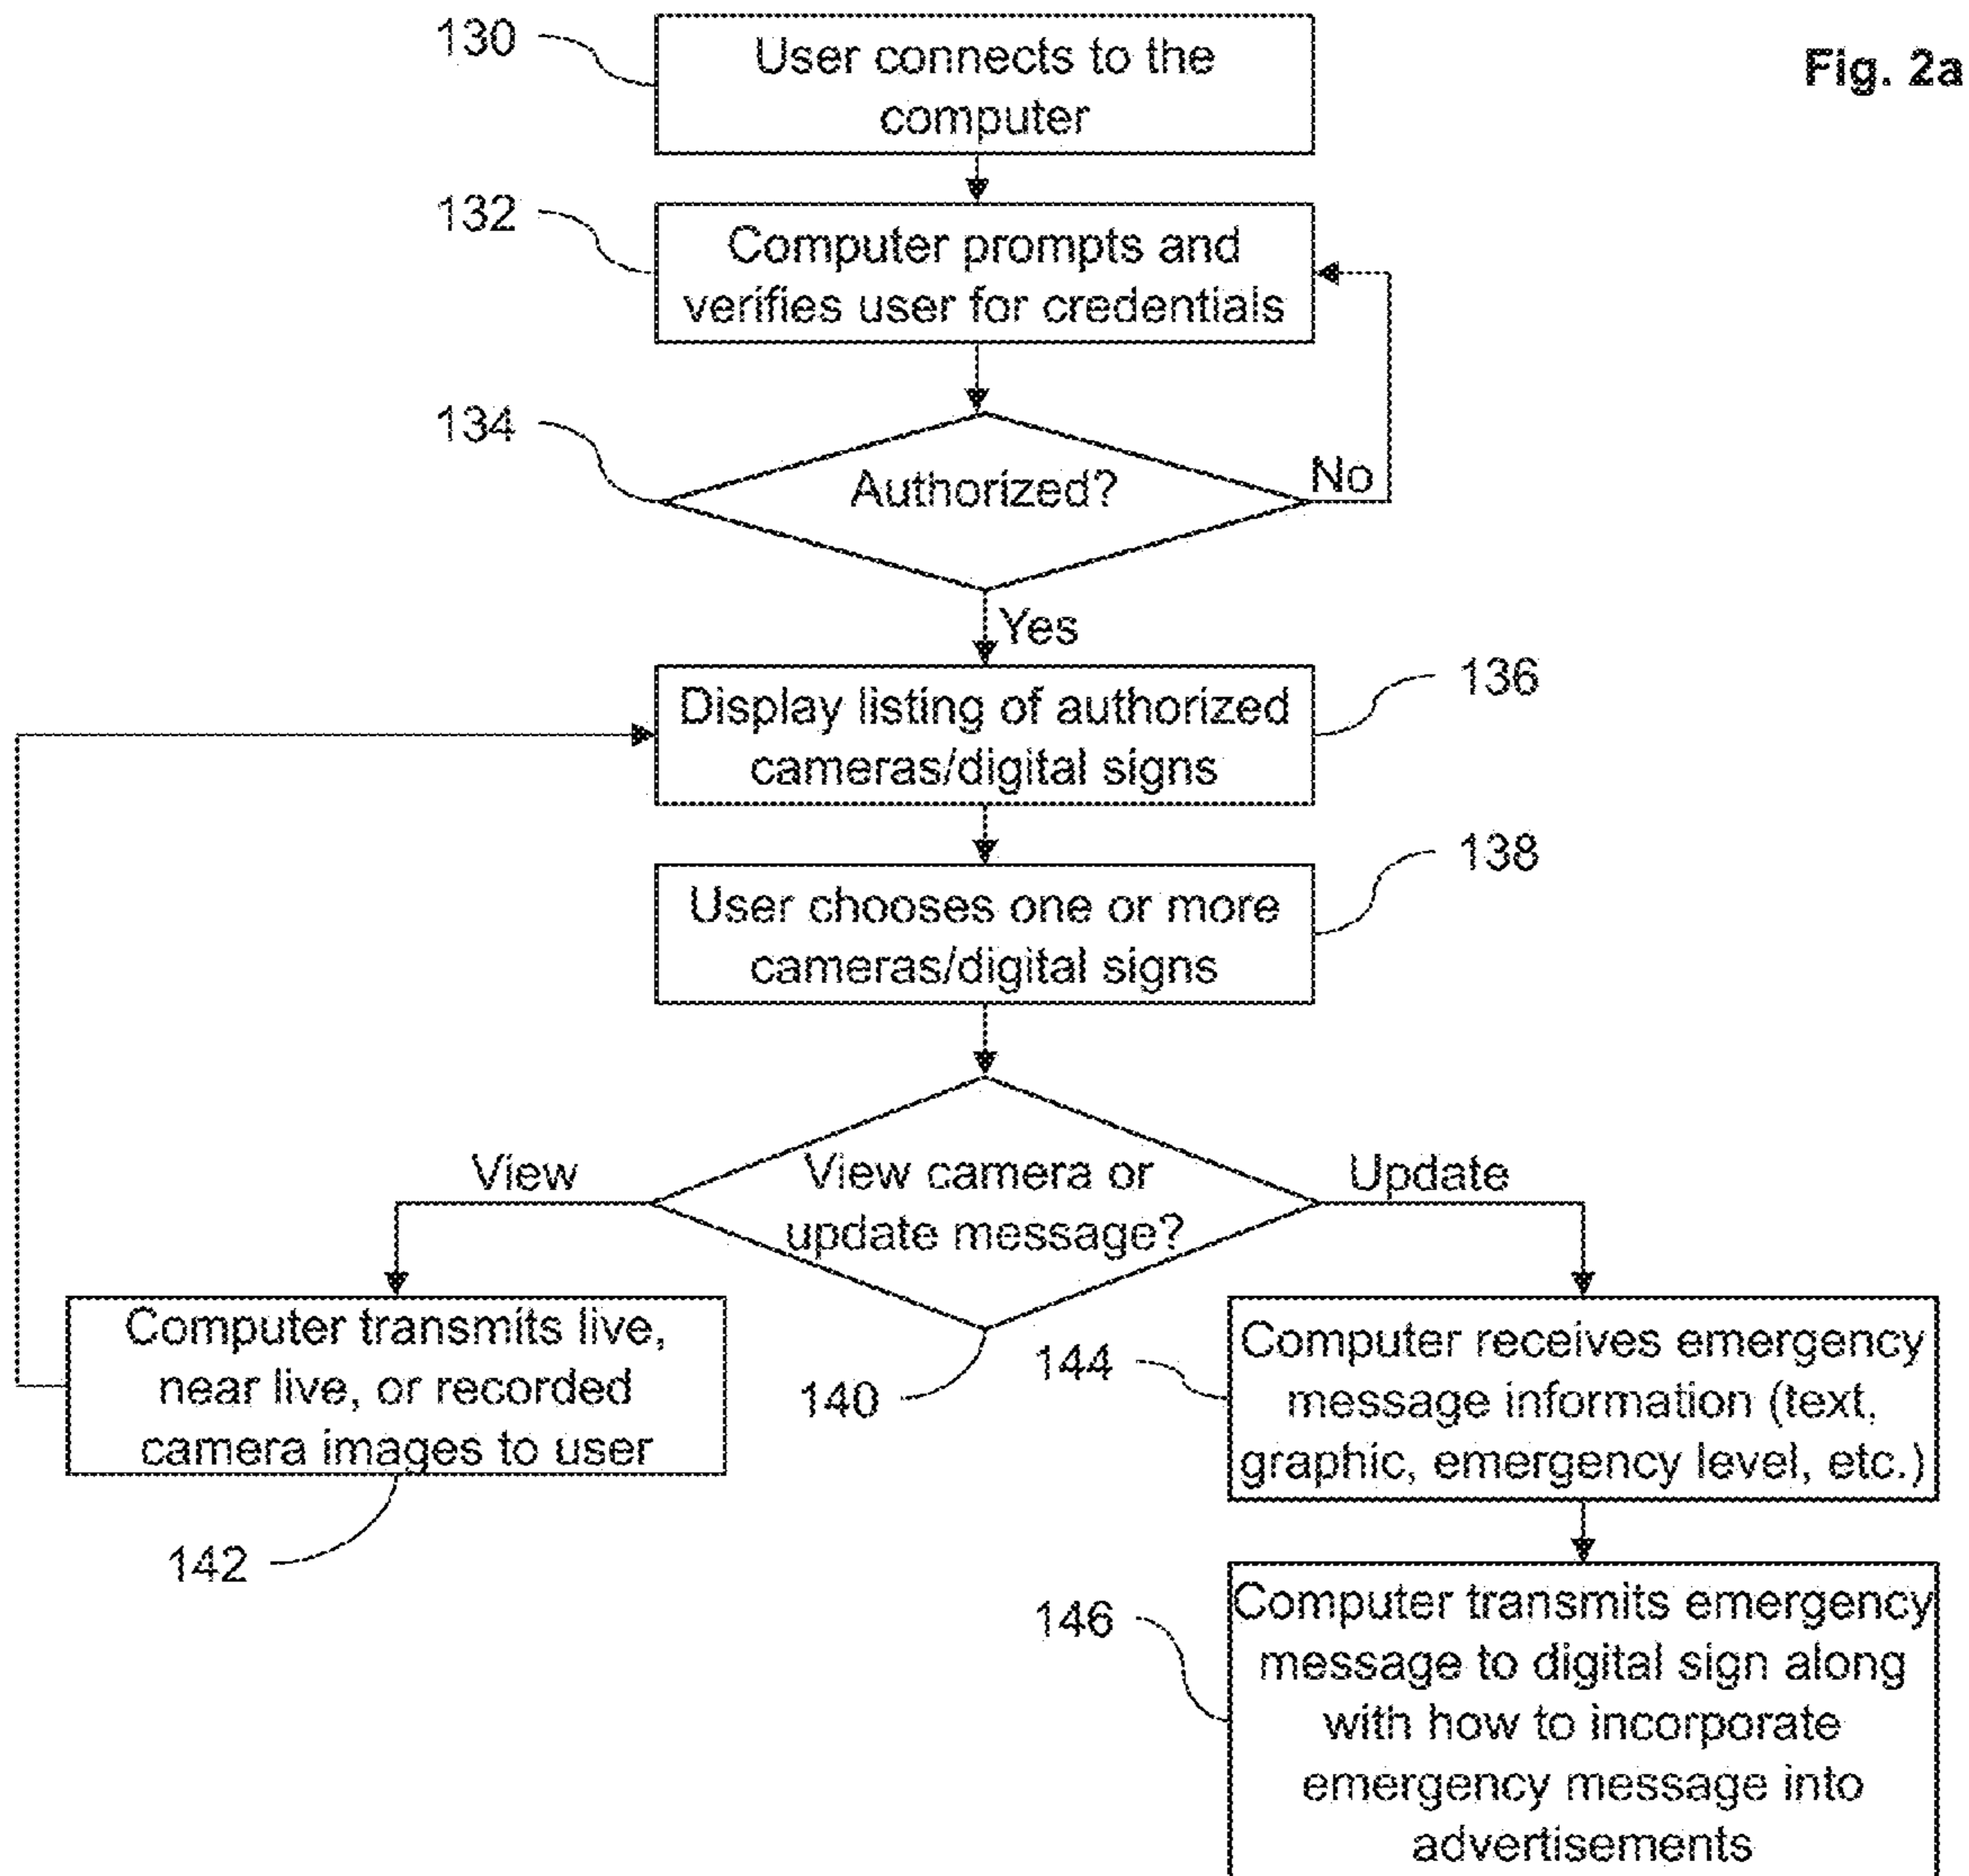 Fig. 2a
130
User connects to the
computer
132
Computer prompts and
verifies user for credentials
134
Authorized?
No
Yes
136
Display listing of authorized
cameras/digital signs
138
User chooses one or more
cameras/digital signs
View
View camera or
update message?
Update
140
Computer transmits live,
near live, or recorded
camera images to user
142
144
Computer receives emergency
message information (text,
graphic, emergency level, etc.)
146
Computer transmits emergency
message to digital sign along
with how to incorporate
emergency message into
advertisements